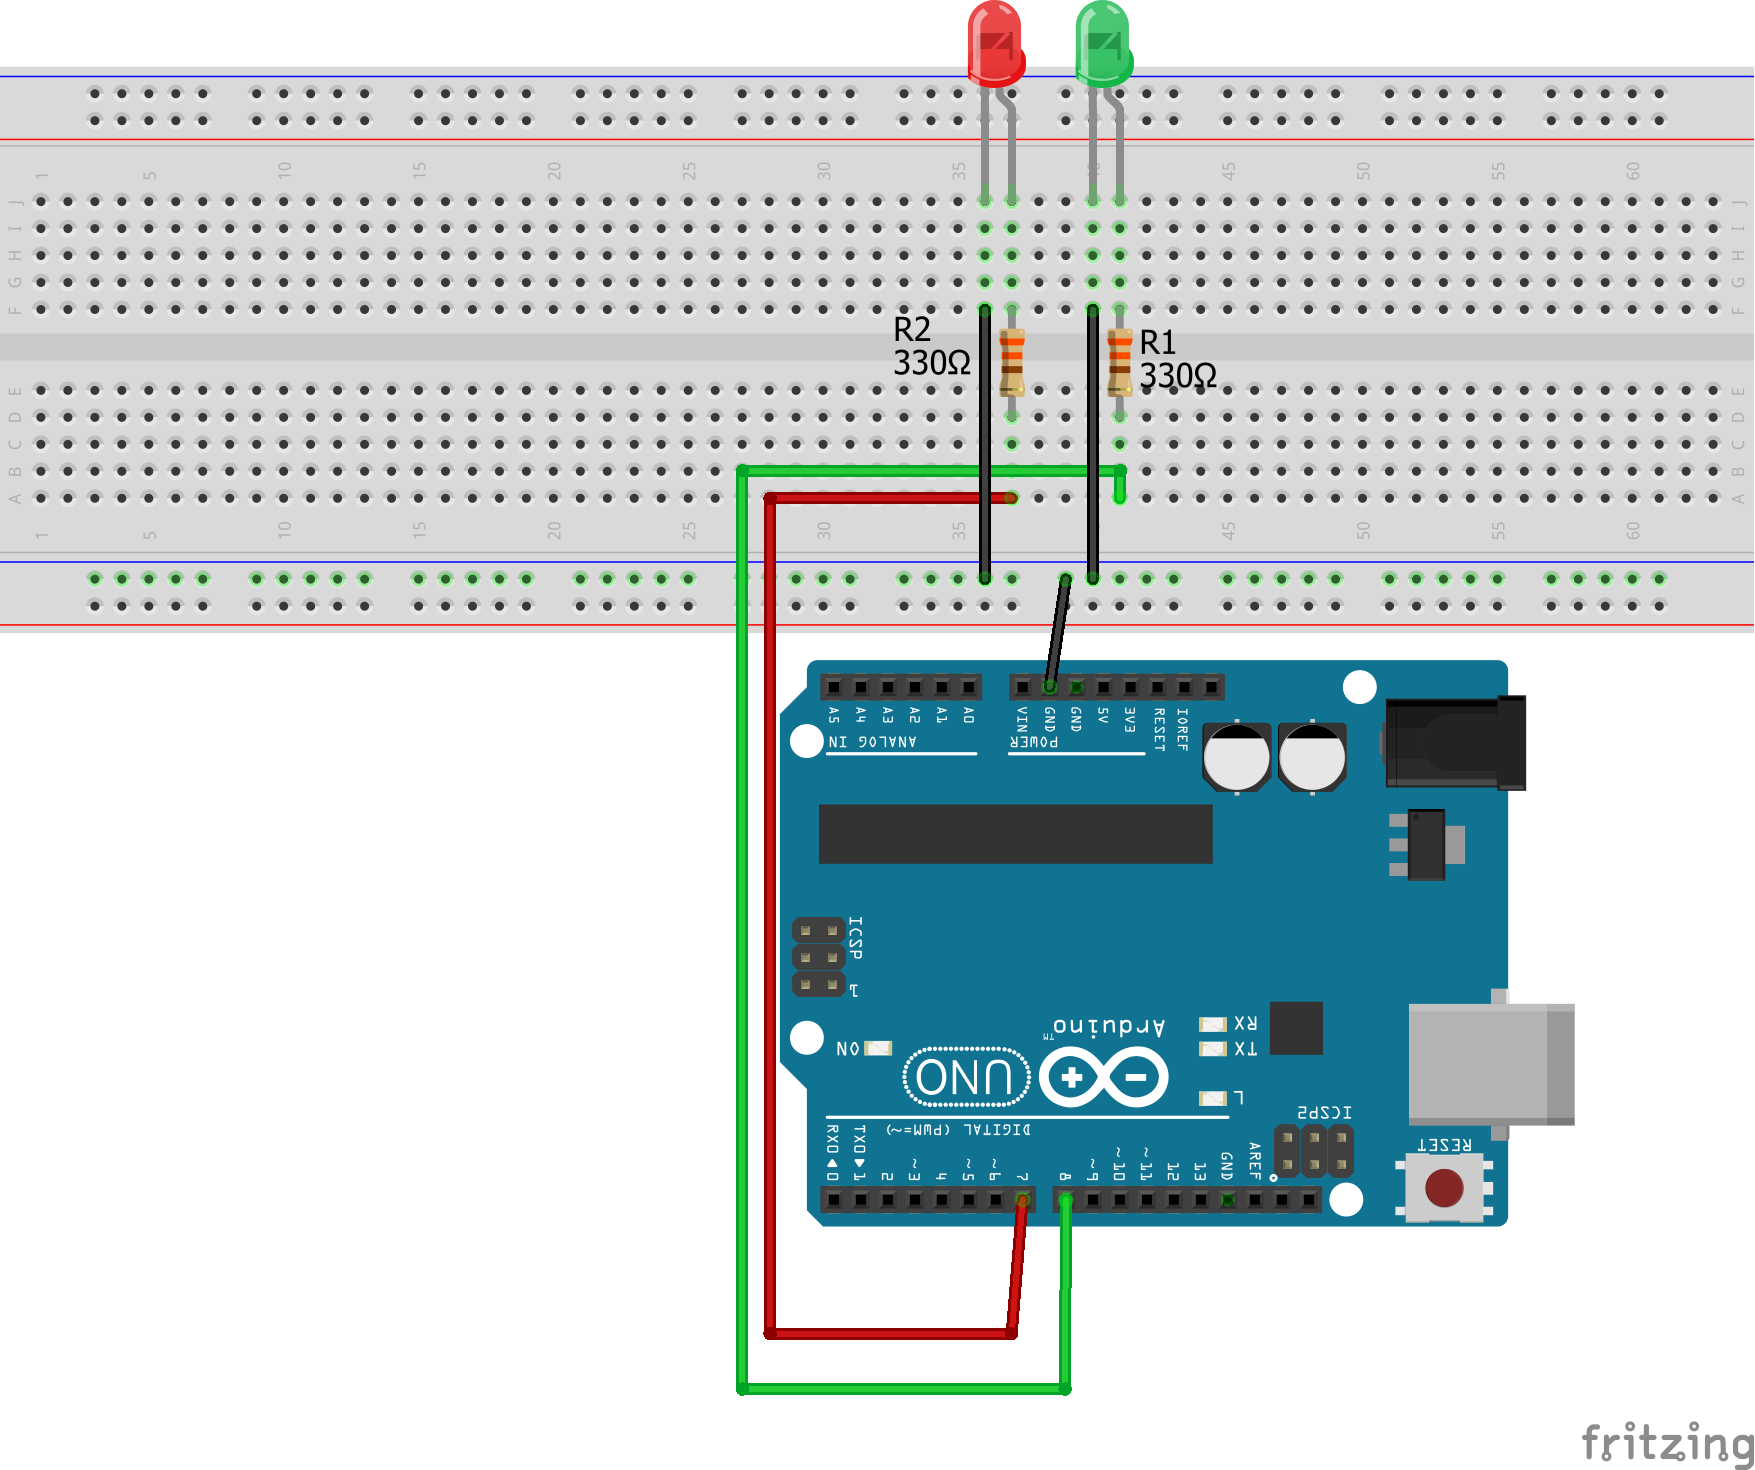 1 5 10 15 20 25 30 35 40 45 50 55 60
J J
I I
H H
G G
F F
R2
330Ω
R1
330Ω
E E
D D
C C
B B
A A
1 5 10 15 20 25 30 35 45 50 55 60
A5 A4 A3 A2 A1 A0
ANALOG IN
VIN GND GND 5V 3V3 RESET IOREF
POWER
ICSP
1
Arduino
TM
RX
TX
ON
UNO
L
ICSP2
RESET
DIGITAL (PWM=~)
RX0 0 TX0 1 2 ~3 4 ~5 ~6 7 8 ~9 ~10 ~11 12 13 GND AREF
fritzing